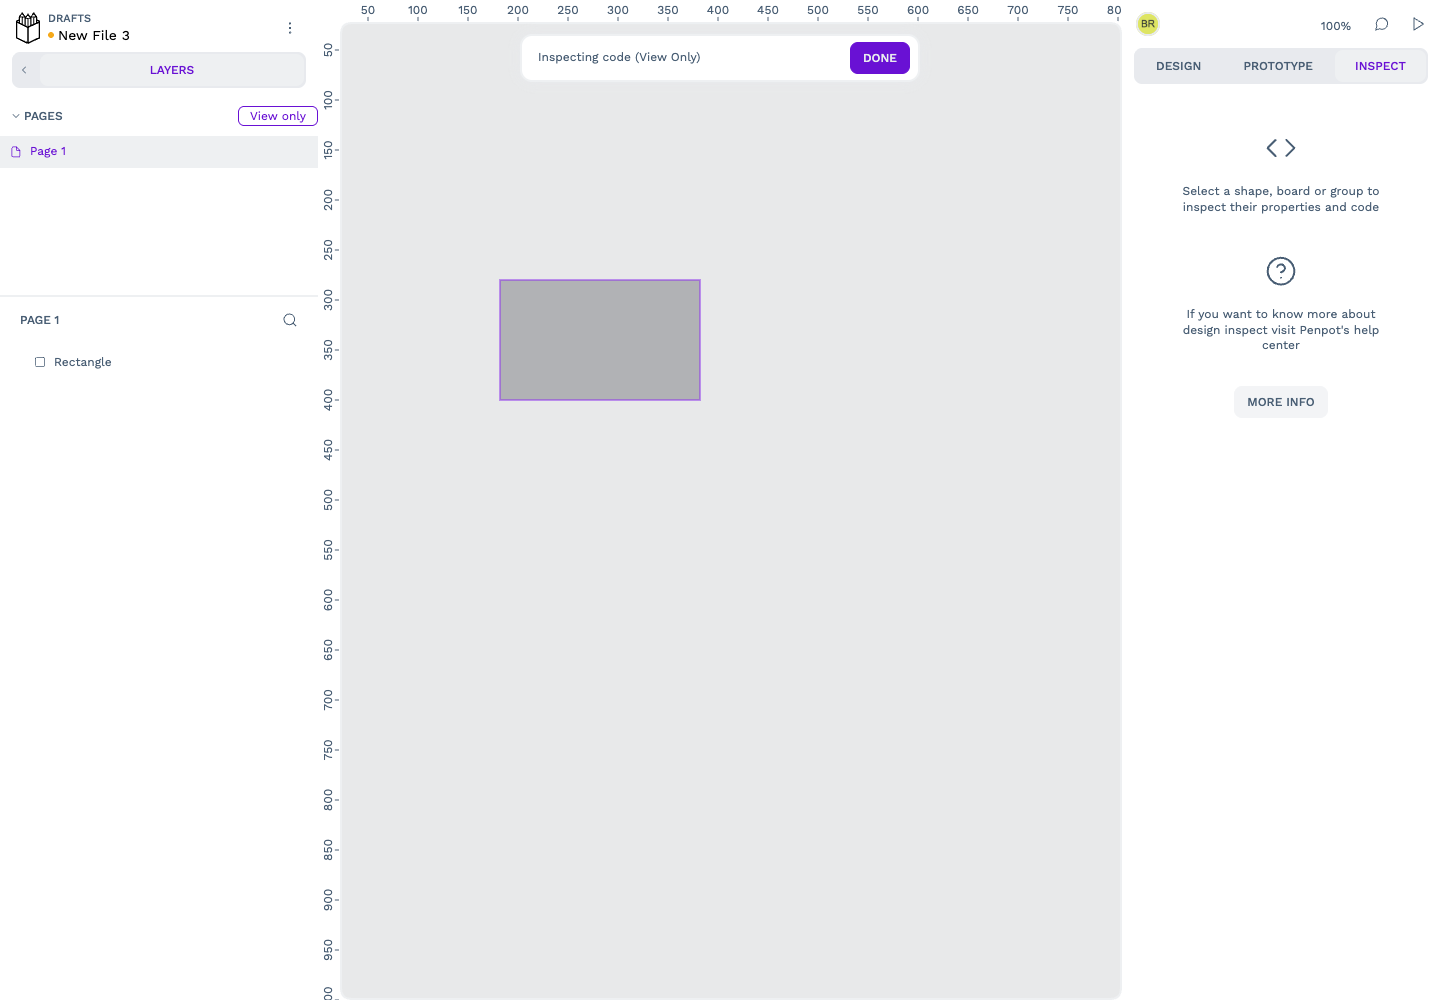 DRAFTS
New File 3
LAYERS
PAGES
View only
Page 1
PAGE 1
Rectangle
50 100 150 200 250 300 350 400 450 500 550 600 650 700 750 80
50
100
150
200
250
300
350
400
450
500
550
600
650
700
750
800
850
900
950
00
Inspecting code (View Only)
DONE
BR
100%
DESIGN PROTOTYPE INSPECT
Select a shape, board or group to
inspect their properties and code
If you want to know more about
design inspect visit Penpot's help
center
MORE INFO